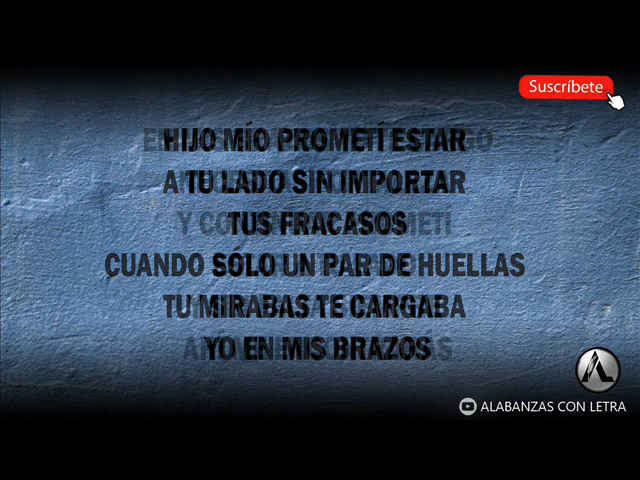 Suscríbete
HIJO MÍO PROMETÍ ESTAR
A TU LADO SIN IMPORTAR
TUS FRACASOS
CUANDO SÓLO UN PAR DE HUELLAS
TU MIRABAS TE CARGABA
YO EN MIS BRAZOS
ALABANZAS CON LETRA